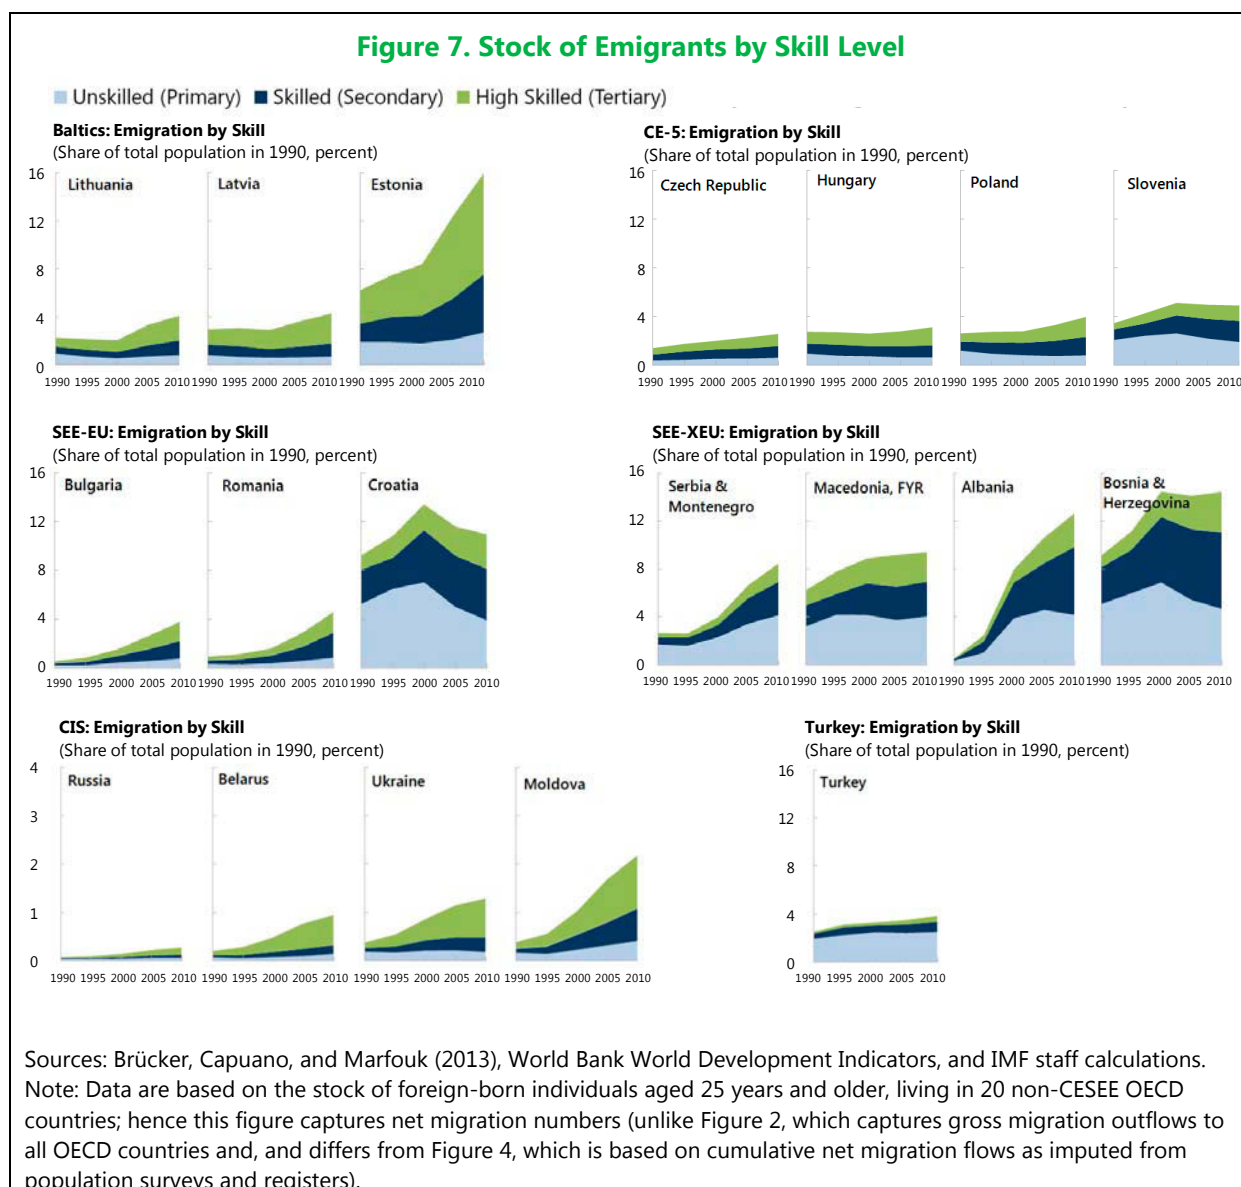 Figure 7. Stock of Emigrants by Skill Level
Unskilled (Primary) Skilled (Secondary) High Skilled (Tertiary)
Baltics: Emigration by Skill
(Share of total population in 1990, percent)
16
12
8
4
0
Lithuania
Latvia
Estonia
1990 1995 2000 2005 2010 1990 1995 2000 2005 2010 1990 1995 2000 2005 2010
CE-5: Emigration by Skill
(Share of total population in 1990, percent)
16
12
8
4
0
Czech Republic
Hungary
Poland
Slovenia
1990 1995 2000 2005 2010 1990 1995 2000 2005 2010 1990 1995 2000 2005 2010 1990 1995 2000 2005 2010
SEE-EU: Emigration by Skill
(Share of total population in 1990, percent)
16
12
8
4
0
Bulgaria
Romania
Croatia
1990 1995 2000 2005 2010 1990 1995 2000 2005 2010 1990 1995 2000 2005 2010
SEE-XEU: Emigration by Skill
(Share of total population in 1990, percent)
16
12
8
4
0
Serbia &
Montenegro
Macedonia, FYR
Albania
Bosnia &
Herzegovina
1990 1995 2000 2005 2010 1990 1995 2000 2005 2010 1990 1995 2000 2005 2010 1990 1995 2000 2005 2010
CIS: Emigration by Skill
(Share of total population in 1990, percent)
4
3
2
1
0
Russia
Belarus
Ukraine
Moldova
1990 1995 2000 2005 2010 1990 1995 2000 2005 2010 1990 1995 2000 2005 2010 1990 1995 2000 2005 2010
Turkey: Emigration by Skill
(Share of total population in 1990, percent)
16
12
8
4
0
Turkey
1990 1995 2000 2005 2010
Sources: Brücker, Capuano, and Marfouk (2013), World Bank World Development Indicators, and IMF staff calculations.
Note: Data are based on the stock of foreign-born individuals aged 25 years and older, living in 20 non-CESEE OECD
countries; hence this figure captures net migration numbers (unlike Figure 2, which captures gross migration outflows to
all OECD countries and, and differs from Figure 4, which is based on cumulative net migration flows as imputed from
population surveys and registers).